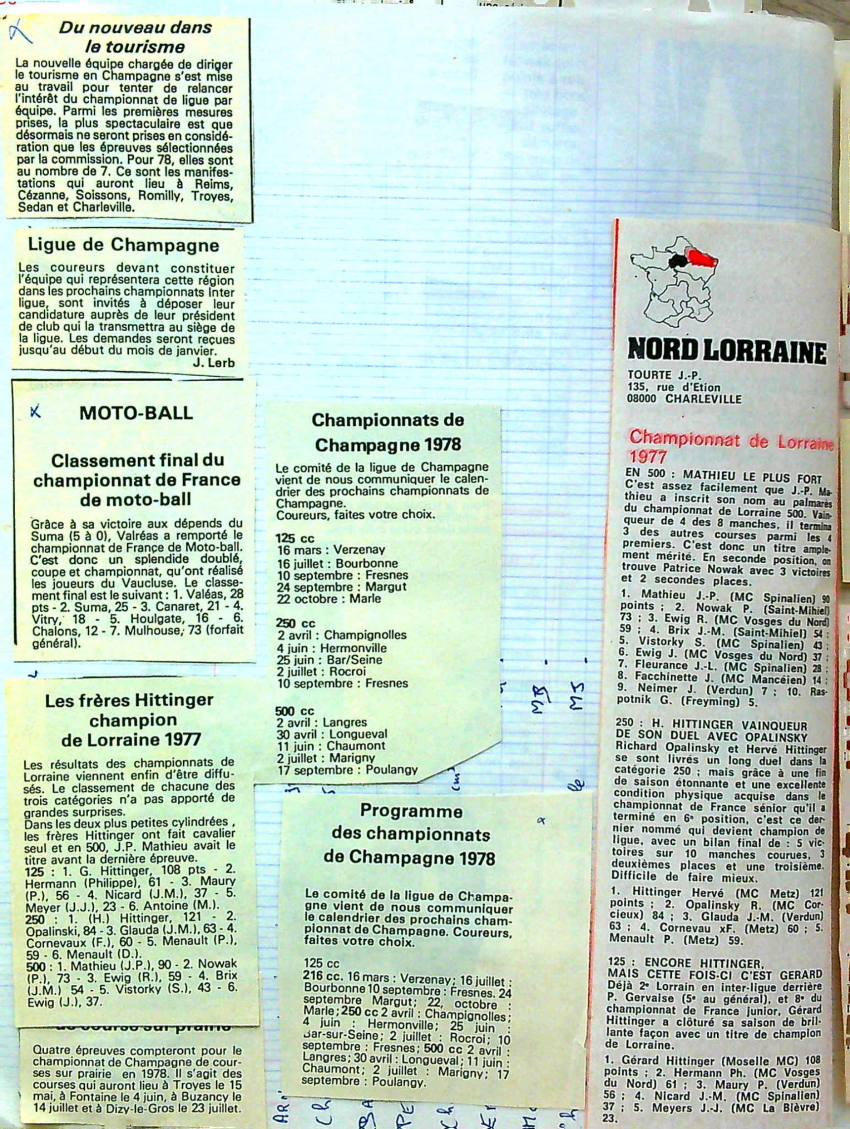 Du nouveau dans
le tourisme
La nouvelle équipe chargée de diriger
le tourisme en Champagne s'est mise
au travail pour tenter de relancer
l'intérêt du championnat de ligue par
équipe. Parmi les premières mesures
prises, la plus spectaculaire est que
désormais ne seront prises en considé-
ration que les épreuves sélectionnées
par la commission. Pour 78, elles sont
au nombre de 7. Ce sont les manifes-
tations qui auront lieu à Reims,
Cézanne, Soissons, Romilly, Troyes,
Sedan et Charleville.
Ligue de Champagne
Les coureurs devant constituer
l'équipe qui représentera cette région
dans les prochains championnats Inter
ligue, sont invités à déposer leur
candidature auprès de leur président
de club qui la transmettra au siège de
la ligue. Les demandes seront reçues
jusqu'au début du mois de janvier.
J. Lerb
MOTO-BALL
Classement final du
championnat de France
de moto-ball
Grâce à sa victoire aux dépends du
Suma (5 à 0), Valréas a remporté le
championnat de France de Moto-ball.
C'est donc un splendide doublé,
coupe et championnat, qu'ont réalisé
les joueurs du Vaucluse. Le classe-
ment final est le suivant : 1. Valéas, 28
pts - 2. Suma, 25 - 3. Canaret, 21 - 4.
Vitry, 18 - 5. Houlgate, 16 - 6.
Chalons, 12 - 7. Mulhouse, 73 (forfait
général).
Les frères Hittinger
champion
de Lorraine 1977
Les résultats des championnats de
Lorraine viennent enfin d'être diffu-
sés. Le classement de chacune des
trois catégories n'a pas apporté de
grandes surprises.
Dans les deux plus petites cylindrées ,
les frères Hittinger ont fait cavalier
seul et en 500, J.P. Mathieu avait le
titre avant la dernière épreuve.
125 : 1. G. Hittinger, 108 pts - 2.
Hermann (Philippe), 61 - 3. Maury
(P.), 56 - 4. Nicard (J.M.), 37 - 5.
Meyer (J.J.), 23 - 6. Antoine (M.).
250 : 1. (H.) Hittinger, 121 - 2.
Opalinski, 84 - 3. Glauda (J.M.), 63 - 4.
Cornevaux (F.), 60 - 5. Menault (P.),
59 - 6. Menault (D.).
500 : 1. Mathieu (J.P.), 90 - 2. Nowak
(P.), 73 - 3. Ewig (R.), 59 - 4. Brix
(J.M.) 54 - 5. Vistorky (S.), 43 - 6.
Ewig (J.), 37.
de course sur prairie
Quatre épreuves compteront pour le
championnat de Champagne de cour-
ses sur prairie en 1978. Il s'agit des
courses qui auront lieu à Troyes le 15
mai, à Fontaine le 4 juin, à Buzancy le
14 juillet et à Dizy-le-Gros le 23 juillet.
Championnats de
Champagne 1978
Le comité de la ligue de Champagne
vient de nous communiquer le calen-
drier des prochains championnats de
Champagne.
Coureurs, faites votre choix.
125 cc
16 mars : Verzenay
16 juillet : Bourbonne
10 septembre : Fresnes
24 septembre : Margut
22 octobre : Marle
250 cc
2 avril : Champignolles
4 juin : Hermonville
25 juin : Bar/Seine
2 juillet : Rocroi
10 septembre : Fresnes
500 cc
2 avril : Langres
30 avril : Longueval
11 juin : Chaumont
2 juillet : Marigny
17 septembre : Poulangy
MB
MJ
Programme
des championnats
de Champagne 1978
Le comité de la ligue de Champa-
gne vient de nous communiquer
le calendrier des prochains cham-
pionnat de Champagne. Coureurs,
faites votre choix.
125 cc
216 cc. 16 mars : Verzenay; 16 juillet :
Bourbonne 10 septembre : Fresnes. 24
septembre Margut; 22, octobre :
Marle; 250 cc 2 avril : Champignolles;
4 juin : Hermonville; 25 juin :
Bar-sur-Seine; 2 juillet : Rocroi; 10
septembre : Fresnes; 500 cc 2 avril :
Langres; 30 avril : Longueval; 11 juin :
Chaumont; 2 juillet : Marigny; 17
septembre : Poulangy.
NORD LORRAINE
TOURTE J.-P.
135, rue d'Etion
08000 CHARLEVILLE
Championnat de Lorraine
1977
EN 500 : MATHIEU LE PLUS FORT
C'est assez facilement que J.-P. Ma-
thieu a inscrit son nom au palmarès
du championnat de Lorraine 500. Vain-
queur de 4 des 8 manches, il termina
3 des autres courses parmi les 4
premiers. C'est donc un titre ample-
ment mérité. En seconde position, on
trouve Patrice Nowak avec 3 victoires
et 2 secondes places.
1. Mathieu J.-P. (MC Spinalien) 90
points ; 2. Nowak P. (Saint-Mihiel)
73 ; 3. Ewig R. (MC Vosges du Nord)
59 ; 4. Brix J.-M. (Saint-Mihiel) 54 ;
5. Vistorky S. (MC Spinalien) 43 ;
6. Ewig J. (MC Vosges du Nord) 37 ;
7. Fleurance J.-L. (MC Spinalien) 28 ;
8. Facchinette J. (MC Mancéien) 14 ;
9. Neimer J. (Verdun) 7 ; 10. Ras-
potnik G. (Freyming) 5.
250 : H. HITTINGER VAINQUEUR
DE SON DUEL AVEC OPALINSKY
Richard Opalinsky et Hervé Hittinger
se sont livrés un long duel dans la
catégorie 250 ; mais grâce à une fin
de saison étonnante et une excellente
condition physique acquise dans le
championnat de France sénior qu'il a
terminé en 6e position, c'est ce der-
nier nommé qui devient champion de
ligue, avec un bilan final de : 5 vic-
toires sur 10 manches courues, 3
deuxièmes places et une troisième.
Difficile de faire mieux.
1. Hittinger Hervé (MC Metz) 121
points ; 2. Opalinsky R. (MC Cor-
cieux) 84 ; 3. Glauda J.-M. (Verdun)
63 ; 4. Cornevau xF. (Metz) 60 ; 5.
Menault P. (Metz) 59.
125 : ENCORE HITTINGER,
MAIS CETTE FOIS-CI C'EST GERARD
Déjà 2e Lorrain en inter-ligue derrière
P. Gervaise (5e au général), et 8e du
championnat de France junior, Gérard
Hittinger a clôturé sa saison de bril-
lante façon avec un titre de champion
de Lorraine.
1. Gérard Hittinger (Moselle MC) 108
points ; 2. Hermann Ph. (MC Vosges
du Nord) 61 ; 3. Maury P. (Verdun)
56 ; 4. Nicard J.-M. (MC Spinalien)
37 ; 5. Meyers J.-J. (MC La Bièvre)
23.